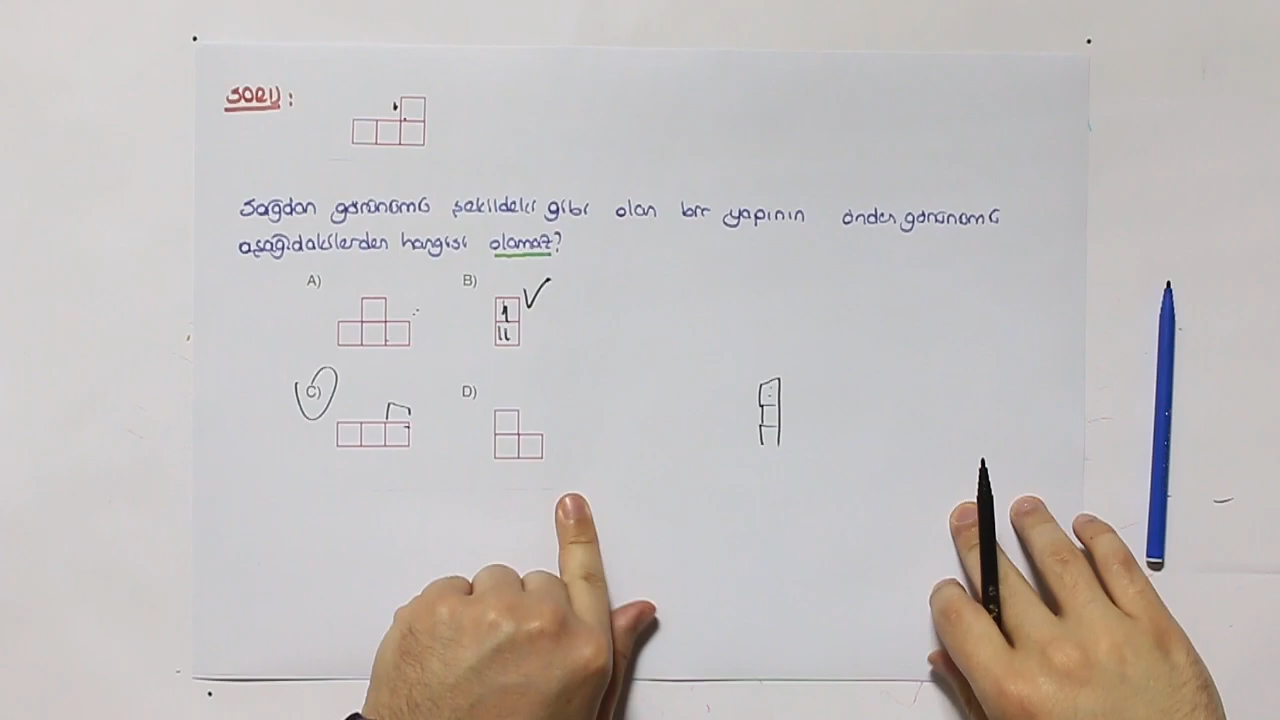 SORU:
Sağdan görünümü şekildeki gibi olan bir yapının önden görünümü
aşağıdakilerden hangisi olamaz?
A)
B)
C)
D)